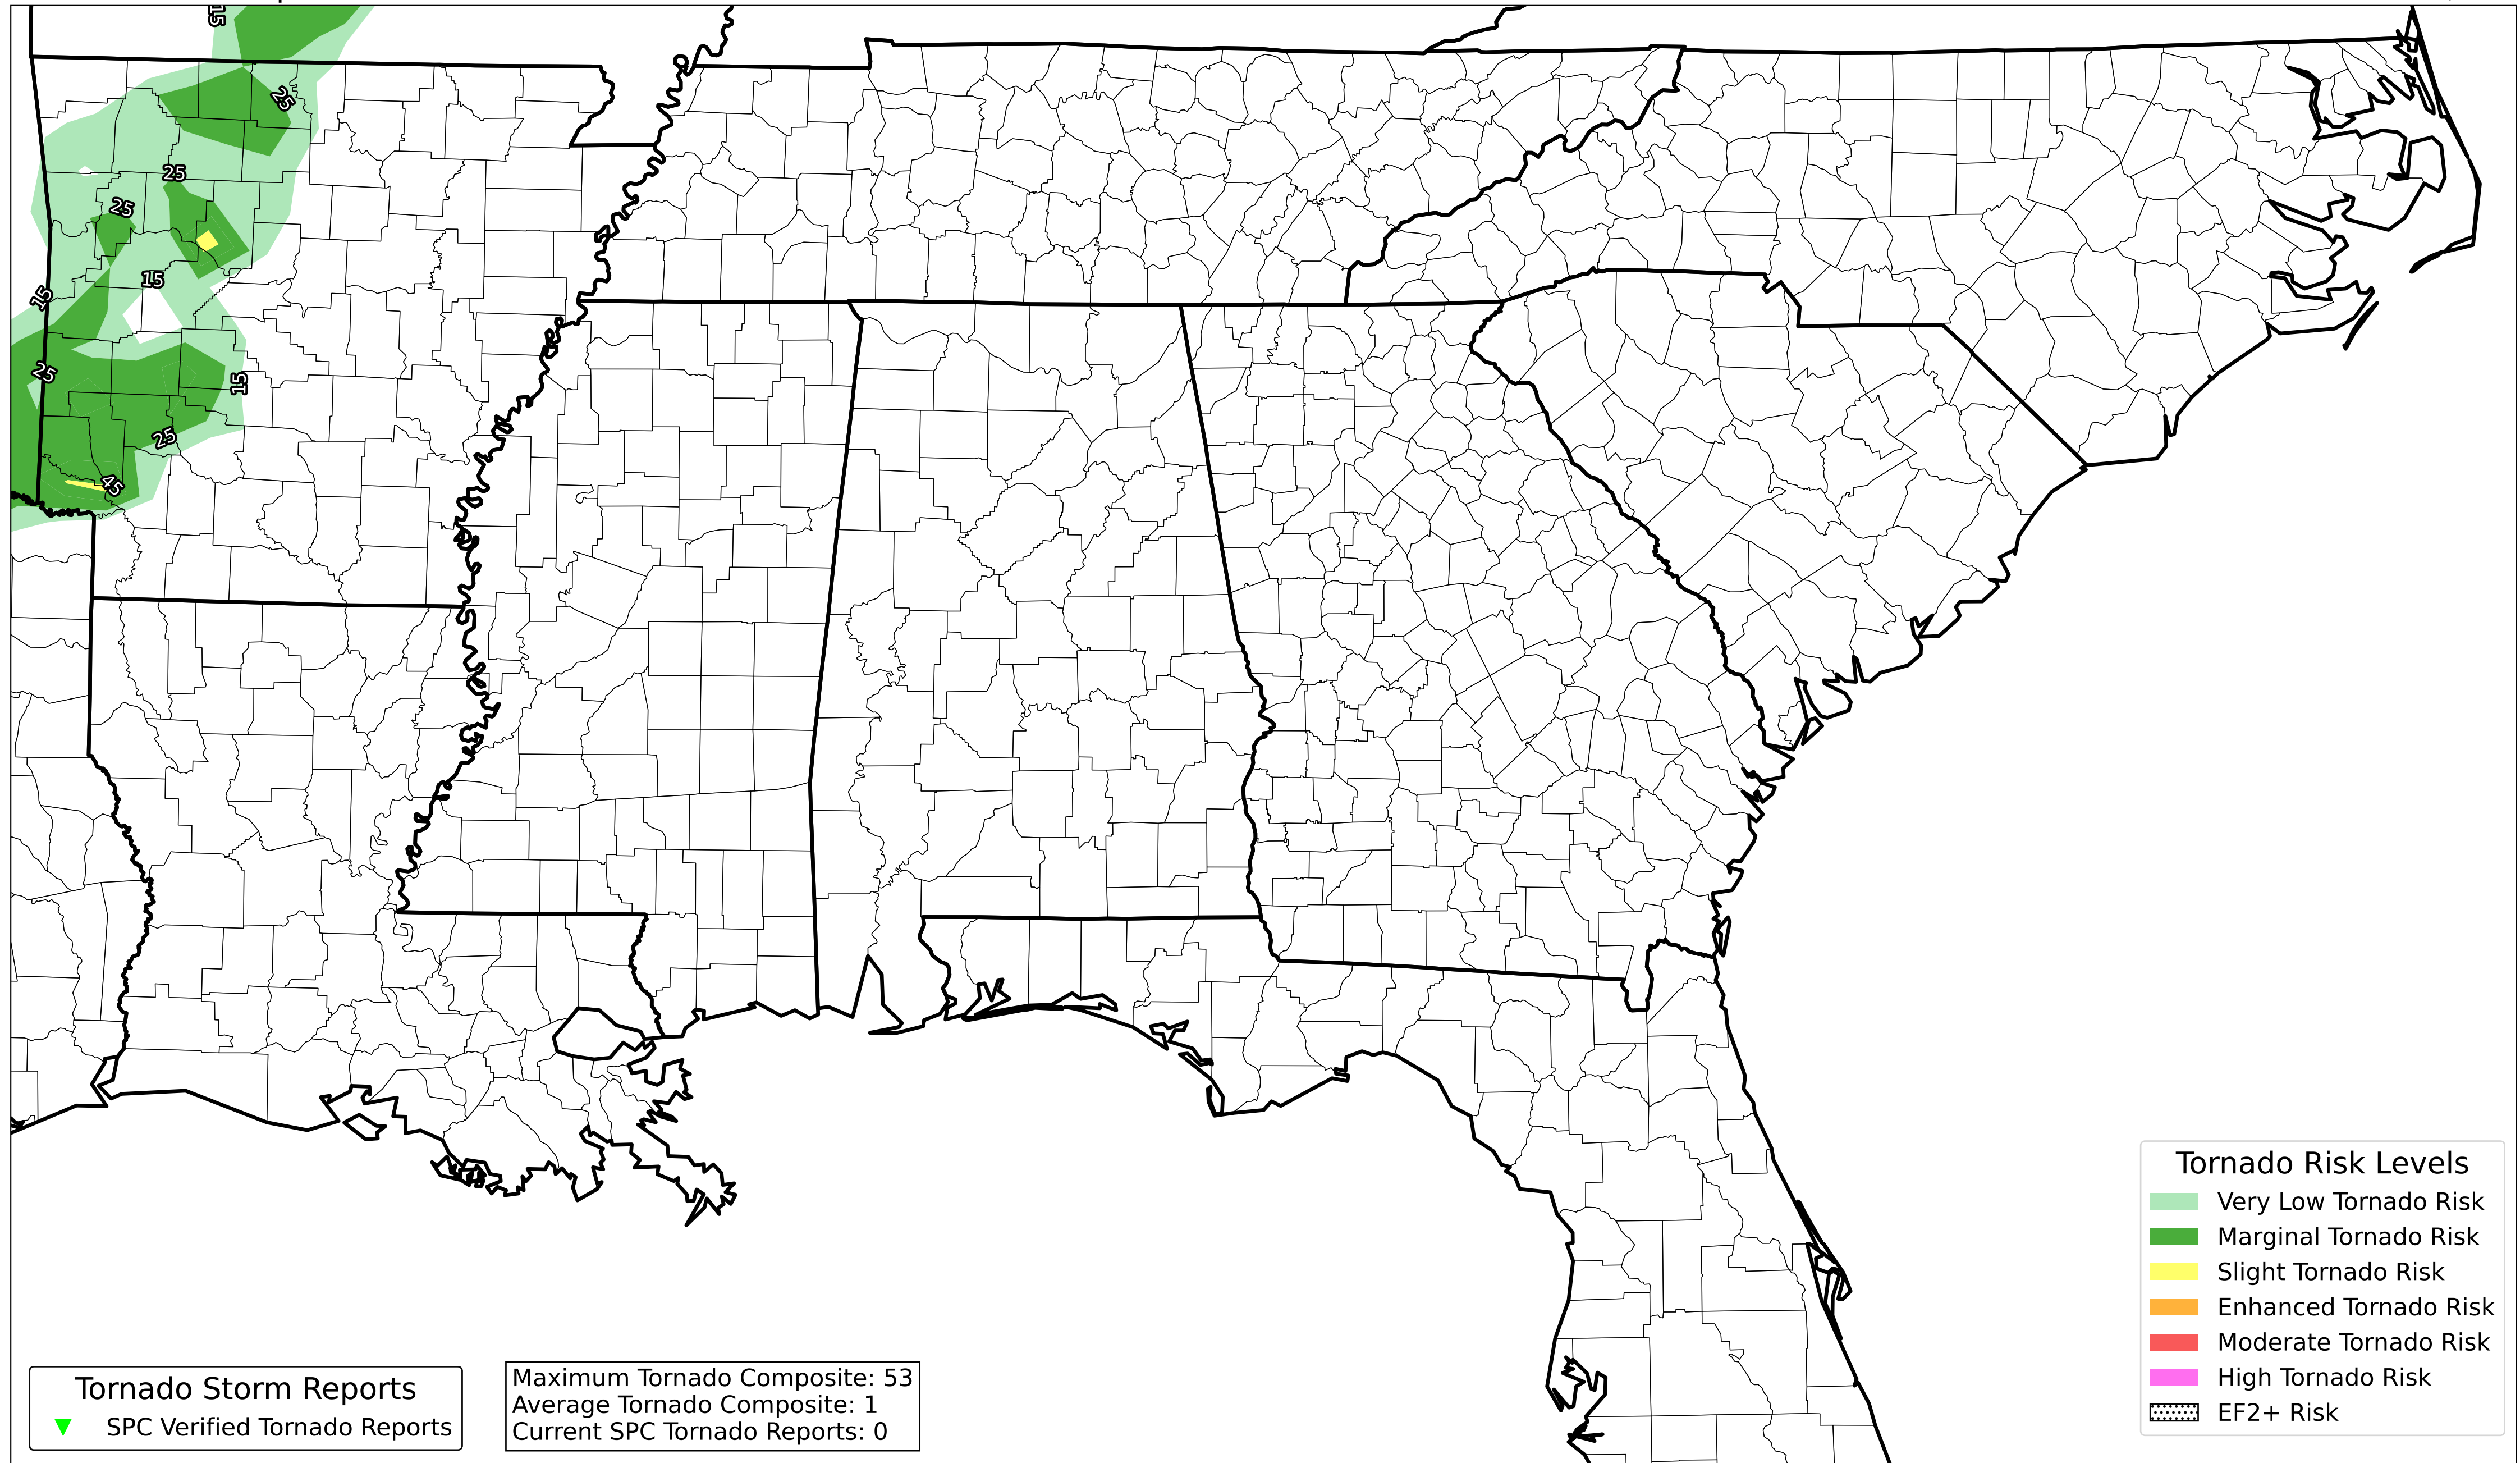 15
25
25
25
15
15
25
15
25
45
Tornado Risk Levels
Very Low Tornado Risk
Marginal Tornado Risk
Slight Tornado Risk
Enhanced Tornado Risk
Moderate Tornado Risk
High Tornado Risk
EF2+ Risk
Tornado Storm Reports
SPC Verified Tornado Reports
Maximum Tornado Composite: 53
Average Tornado Composite: 1
Current SPC Tornado Reports: 0